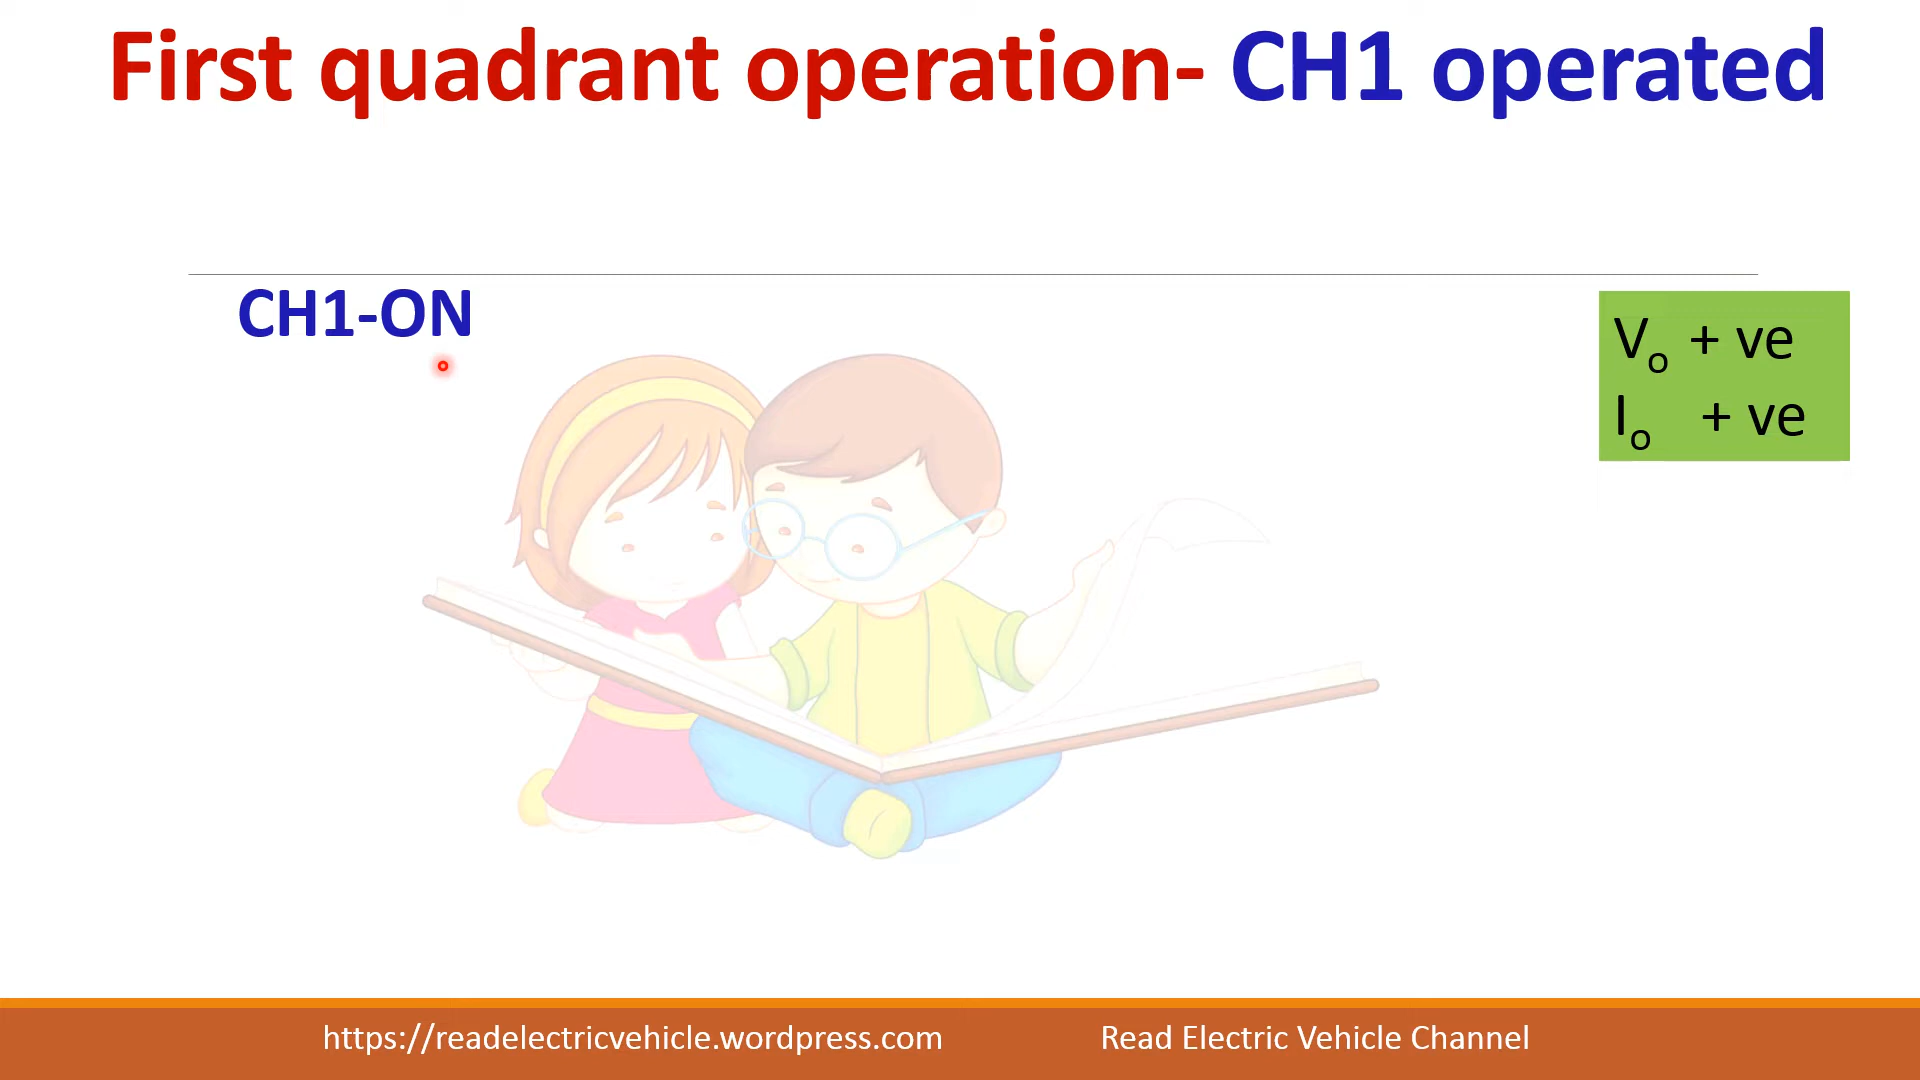 First quadrant operation- CH1 operated
CH1-ON
Vo + ve
Io + ve
https://readelectricvehicle.wordpress.com
Read Electric Vehicle Channel